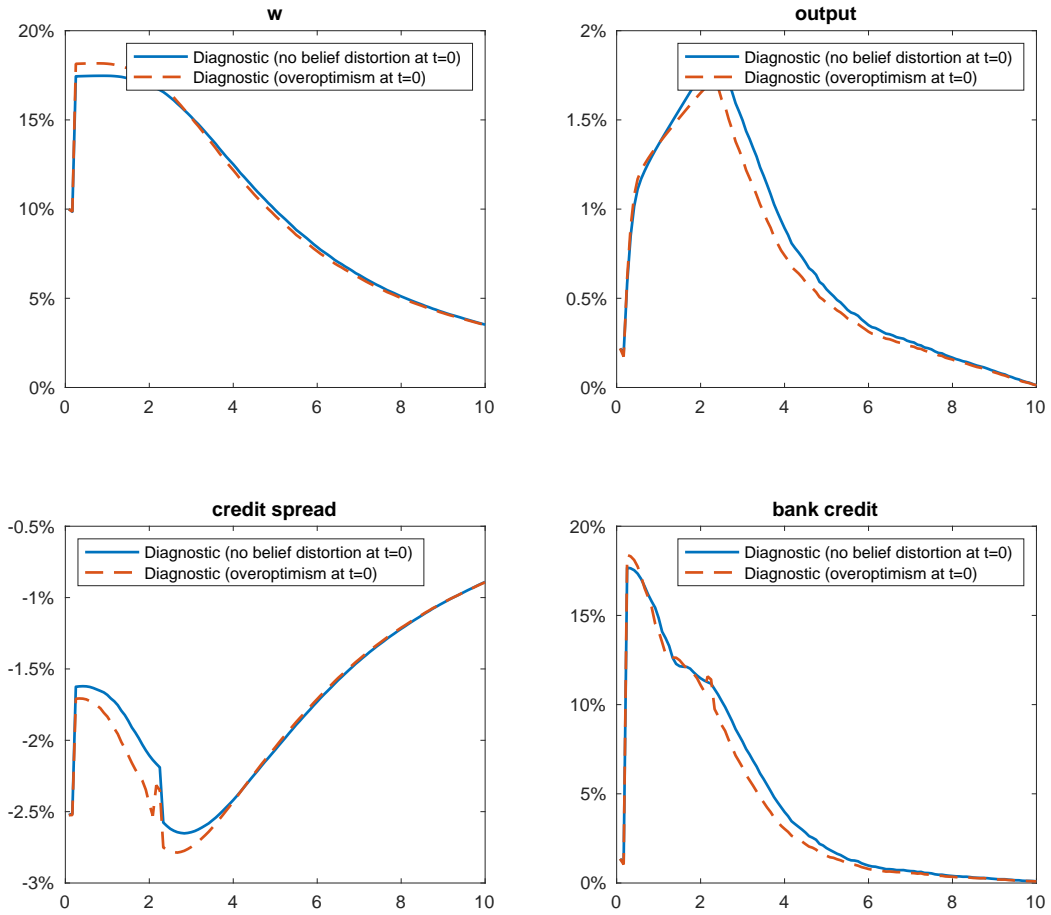 w
20%
15%
10%
5%
0%
0 2 4 6 8 10
Diagnostic (no belief distortion at t=0)
Diagnostic (overoptimism at t=0)
output
2%
1.5%
1%
0.5%
0%
0 2 4 6 8 10
Diagnostic (no belief distortion at t=0)
Diagnostic (overoptimism at t=0)
credit spread
-0.5%
-1%
-1.5%
-2%
-2.5%
-3%
0 2 4 6 8 10
Diagnostic (no belief distortion at t=0)
Diagnostic (overoptimism at t=0)
bank credit
20%
15%
10%
5%
0%
0 2 4 6 8 10
Diagnostic (no belief distortion at t=0)
Diagnostic (overoptimism at t=0)